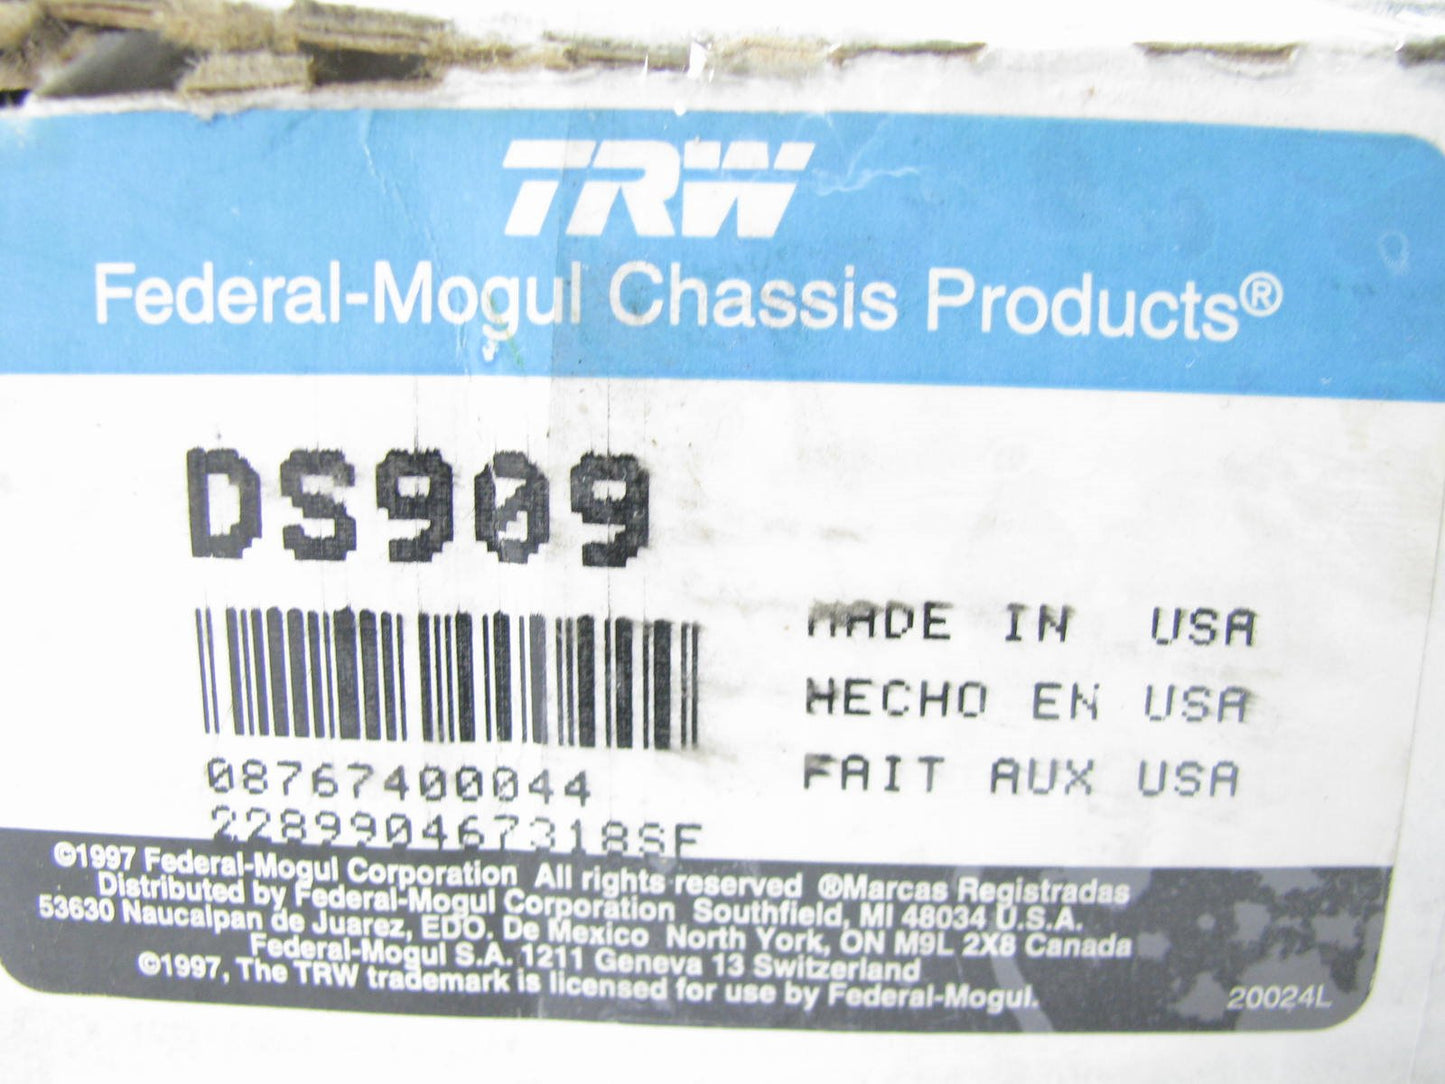 TRW
Federal-Mogul Chassis Products®
DS909
MADE IN USA
HECHO EN USA
FAIT AUX USA
08767400044
228990467318SF
©1997 Federal-Mogul Corporation All rights reserved ®Marcas Registradas
Distributed by Federal-Mogul Corporation Southfield, MI 48034 U.S.A.
53630 Naucalpan de Juarez, EDO. De Mexico North York, ON M9L 2X8 Canada
Federal-Mogul S.A. 1211 Geneva 13 Switzerland
©1997, The TRW trademark is licensed for use by Federal-Mogul.
20024L